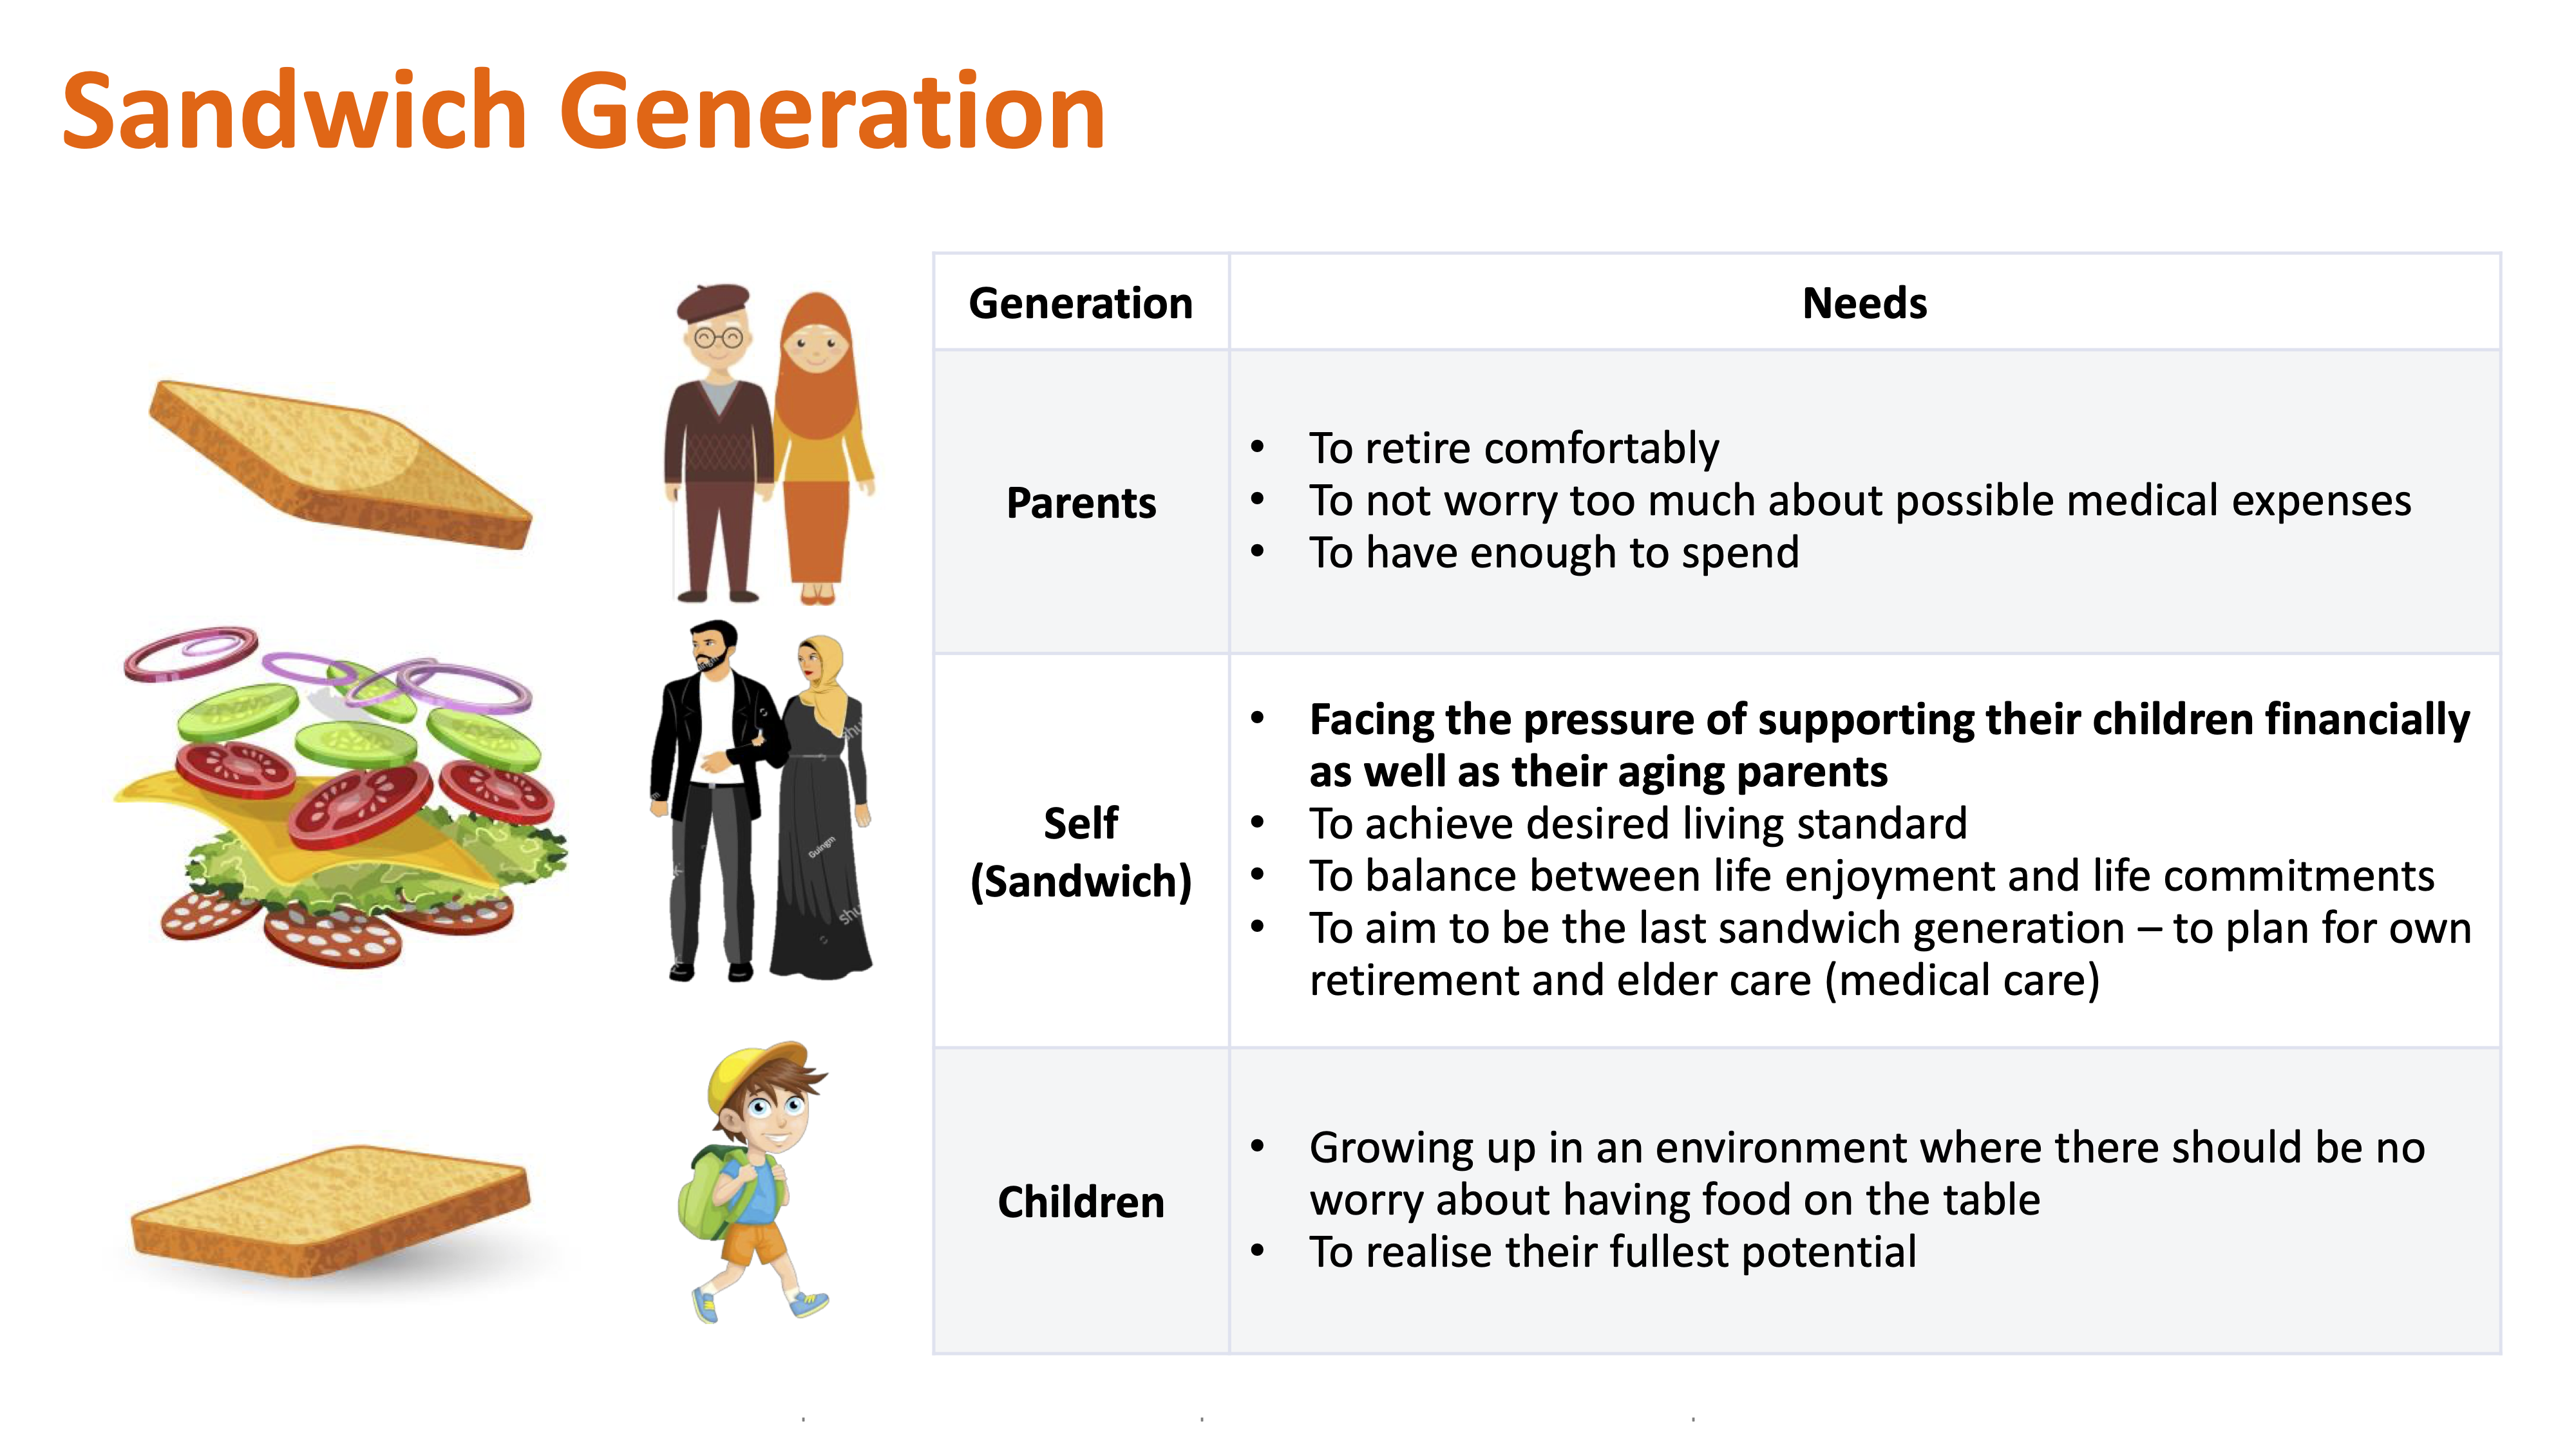 Sandwich Generation
Generation
Needs
Parents
• To retire comfortably
• To not worry too much about possible medical expenses
• To have enough to spend
Self
(Sandwich)
• Facing the pressure of supporting their children financially
as well as their aging parents
• To achieve desired living standard
• To balance between life enjoyment and life commitments
• To aim to be the last sandwich generation – to plan for own
retirement and elder care (medical care)
Children
• Growing up in an environment where there should be no
worry about having food on the table
• To realise their fullest potential